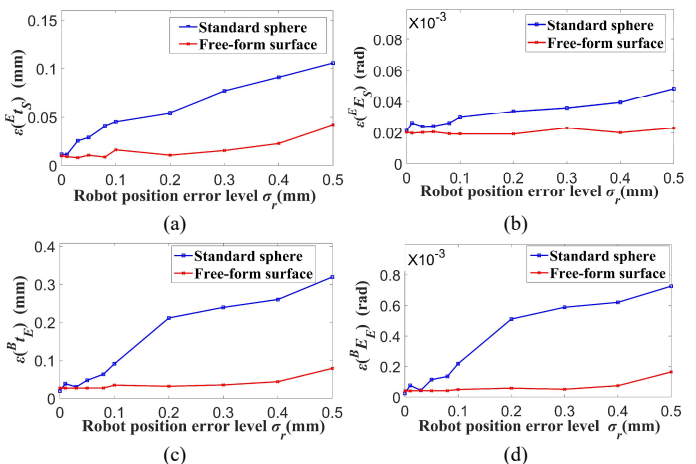 ε(ᴱt_S) (mm)
0.15
0.1
0.05
0
Standard sphere
Free-form surface
0 0.1 0.2 0.3 0.4 0.5
Robot position error level σ_r(mm)
(a)
ε(ᴱE_S) (rad)
X10⁻³
0.08
0.06
0.04
0.02
0
Standard sphere
Free-form surface
0 0.1 0.2 0.3 0.4 0.5
Robot position error level σ_r(mm)
(b)
ε(ᴮt_E) (mm)
0.4
0.3
0.2
0.1
0
Standard sphere
Free-form surface
0 0.1 0.2 0.3 0.4 0.5
Robot position error level σ_r(mm)
(c)
ε(ᴮE_E) (rad)
X10⁻³
0.8
0.6
0.4
0.2
0
Standard sphere
Free-form surface
0 0.1 0.2 0.3 0.4 0.5
Robot position error level σ_r(mm)
(d)